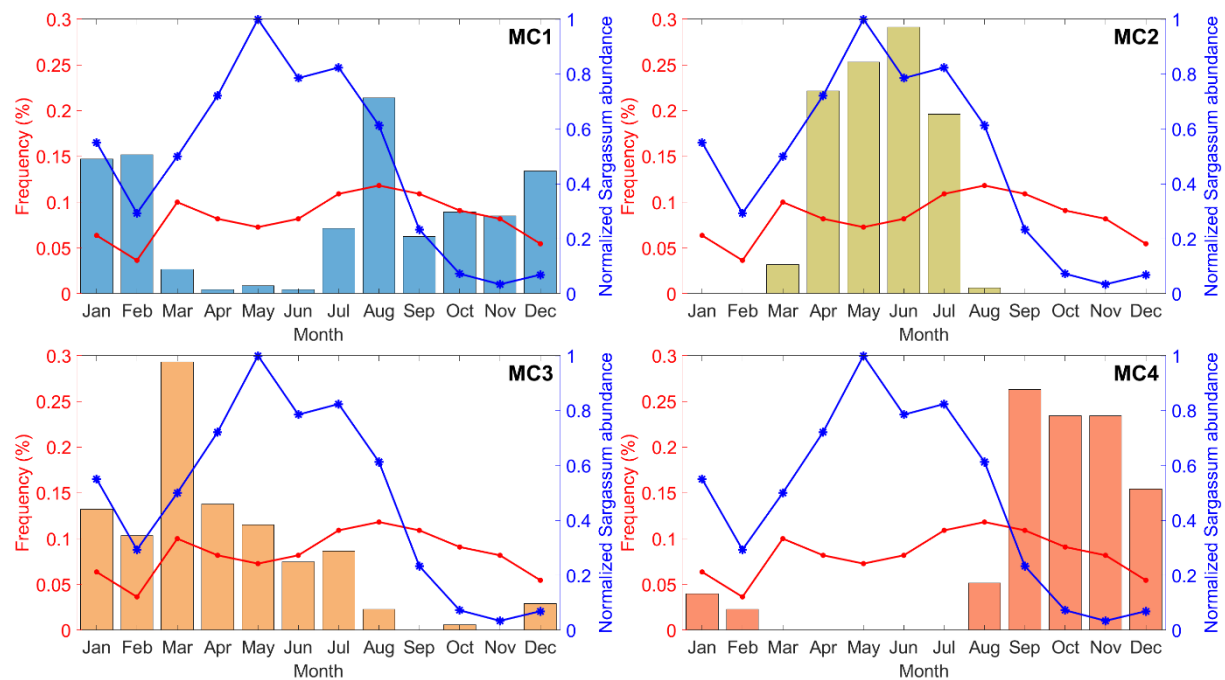 MC1
0.3
0.25
0.2
0.15
0.1
0.05
0
Frequency (%)
1
0.8
0.6
0.4
0.2
0
Normalized Sargassum abundance
Jan Feb Mar Apr May Jun Jul Aug Sep Oct Nov Dec
Month
MC2
0.3
0.25
0.2
0.15
0.1
0.05
0
Frequency (%)
1
0.8
0.6
0.4
0.2
0
Normalized Sargassum abundance
Jan Feb Mar Apr May Jun Jul Aug Sep Oct Nov Dec
Month
MC3
0.3
0.25
0.2
0.15
0.1
0.05
0
Frequency (%)
1
0.8
0.6
0.4
0.2
0
Normalized Sargassum abundance
Jan Feb Mar Apr May Jun Jul Aug Sep Oct Nov Dec
Month
MC4
0.3
0.25
0.2
0.15
0.1
0.05
0
Frequency (%)
1
0.8
0.6
0.4
0.2
0
Normalized Sargassum abundance
Jan Feb Mar Apr May Jun Jul Aug Sep Oct Nov Dec
Month